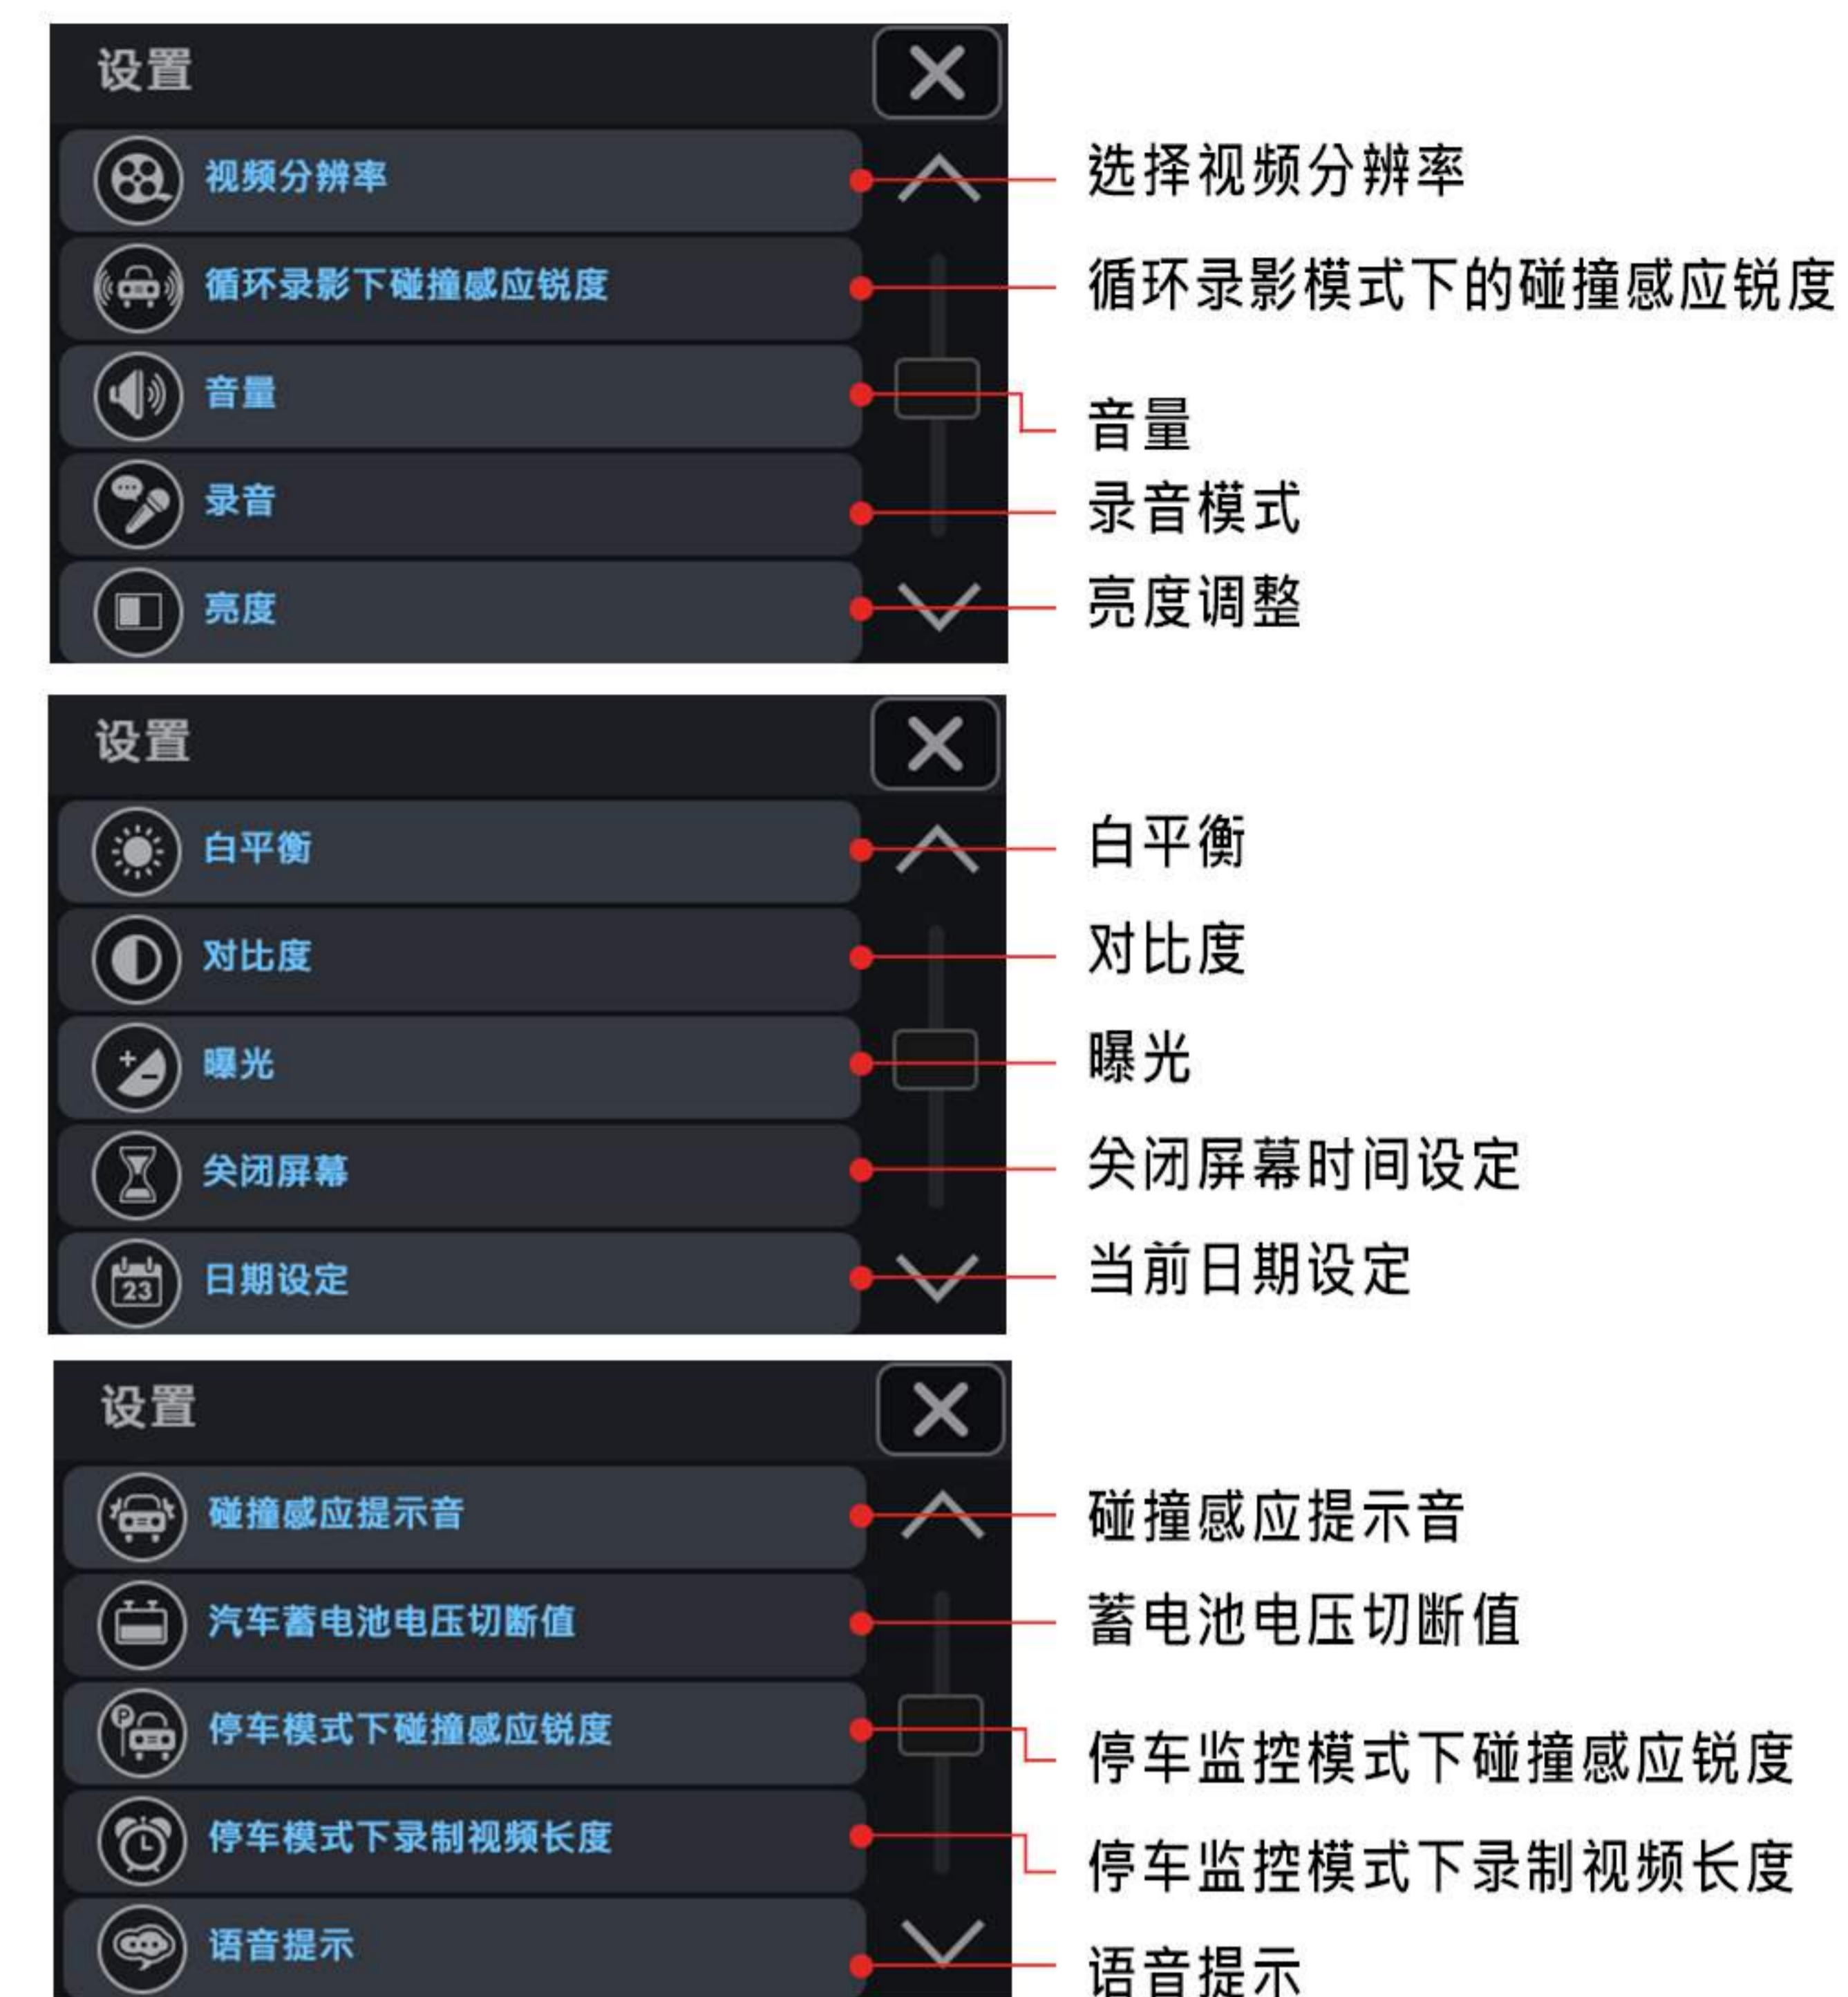 设置
视频分辨率
选择视频分辨率
循环录影下碰撞感应锐度
循环录影模式下的碰撞感应锐度
音量
音量
录音
录音模式
亮度
亮度调整
设置
白平衡
白平衡
对比度
对比度
曝光
曝光
关闭屏幕
关闭屏幕时间设定
23
日期设定
当前日期设定
设置
碰撞感应提示音
碰撞感应提示音
汽车蓄电池电压切断值
蓄电池电压切断值
P
停车模式下碰撞感应锐度
停车监控模式下碰撞感应锐度
停车模式下录制视频长度
停车监控模式下录制视频长度
语音提示
语音提示